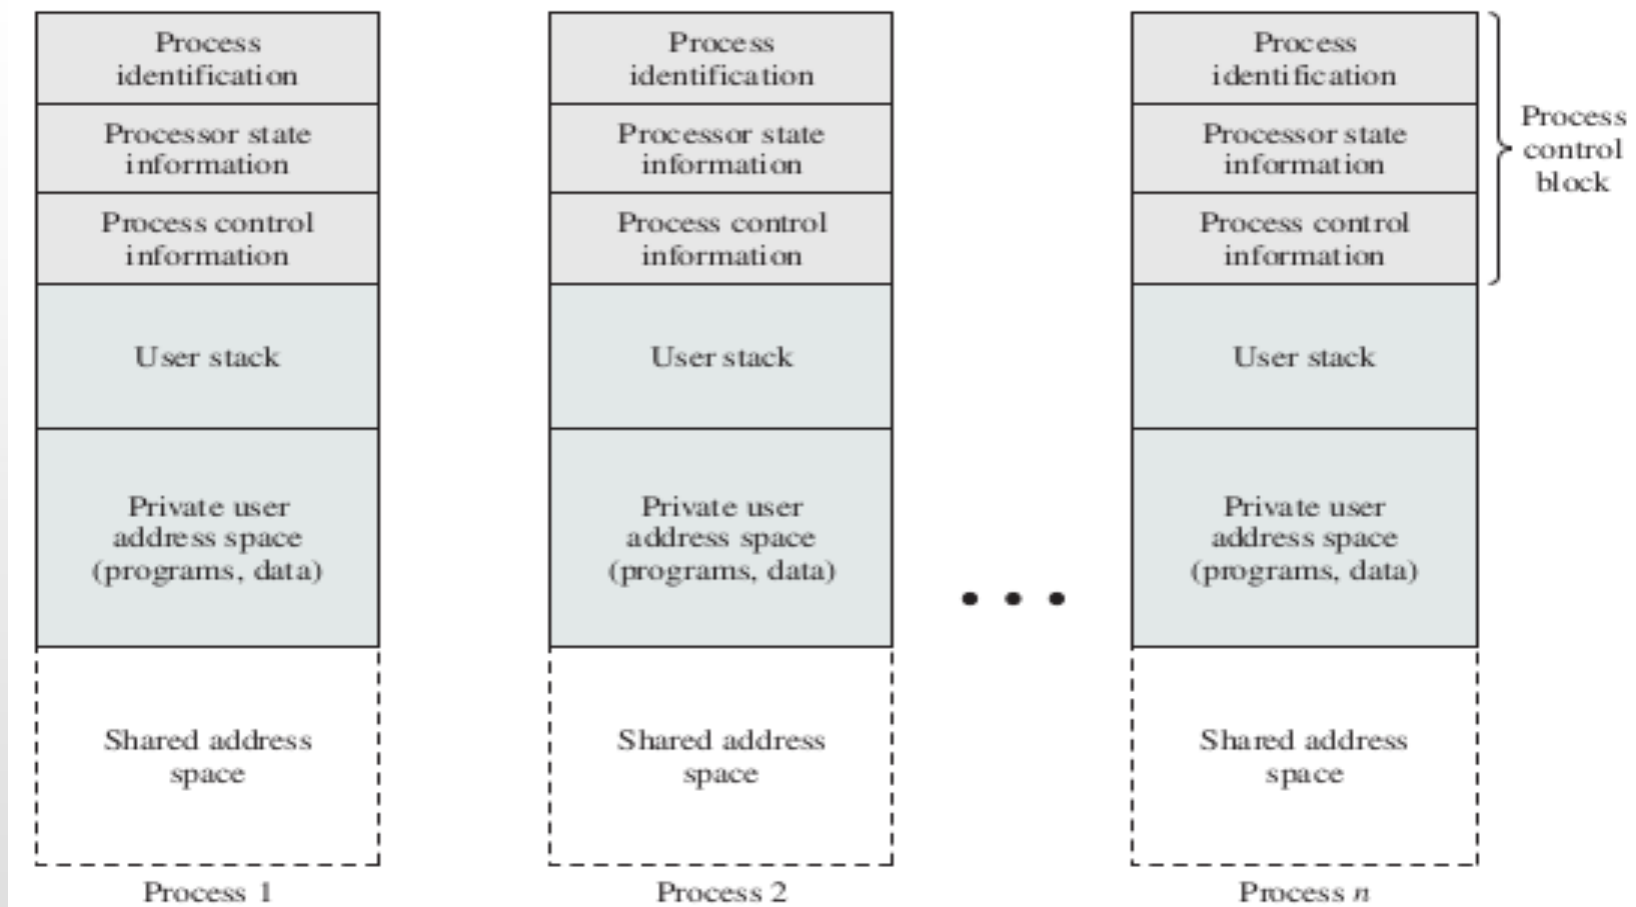 Process
identification
Processor state
information
Process control
information
User stack
Private user
address space
(programs, data)
Shared address
space
Process 1
Process
identification
Processor state
information
Process control
information
User stack
Private user
address space
(programs, data)
Shared address
space
Process 2
Process
identification
Processor state
information
Process control
information
User stack
Private user
address space
(programs, data)
Shared address
space
Process n
Process
control
block